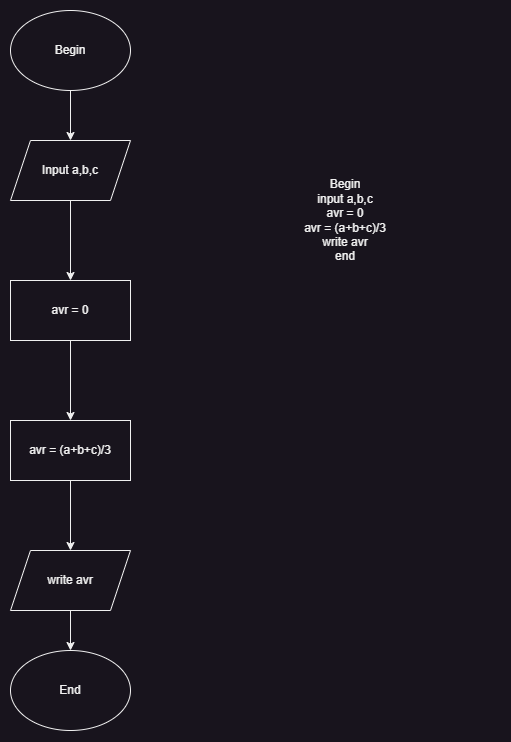 Begin
Input a,b,c
avr = 0
avr = (a+b+c)/3
write avr
End
Begin
input a,b,c
avr = 0
avr = (a+b+c)/3
write avr
end